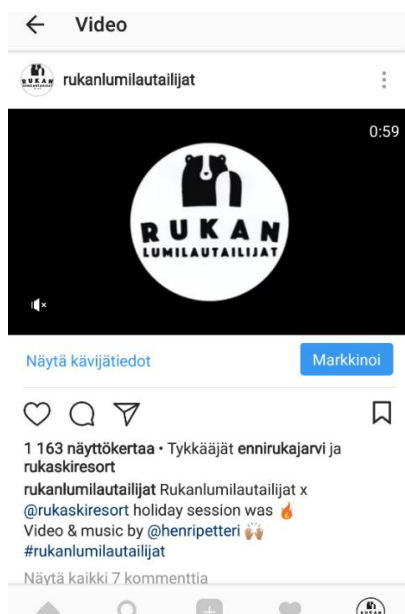 Video
rukanlumilautailijat
0:59
RUKAN
LUMILAUTAILIJAT
Näytä kävijätiedot
Markkinoi
1 163 näyttökertaa • Tykkääjät ennirukajarvi ja
rukaskiresort
rukanlumilautailijat Rukanlumilautailijat x
@rukaskiresort holiday session was 🔥
Video & music by @henripetteri 🙌🏽
#rukanlumilautailijat
Näytä kaikki 7 kommenttia